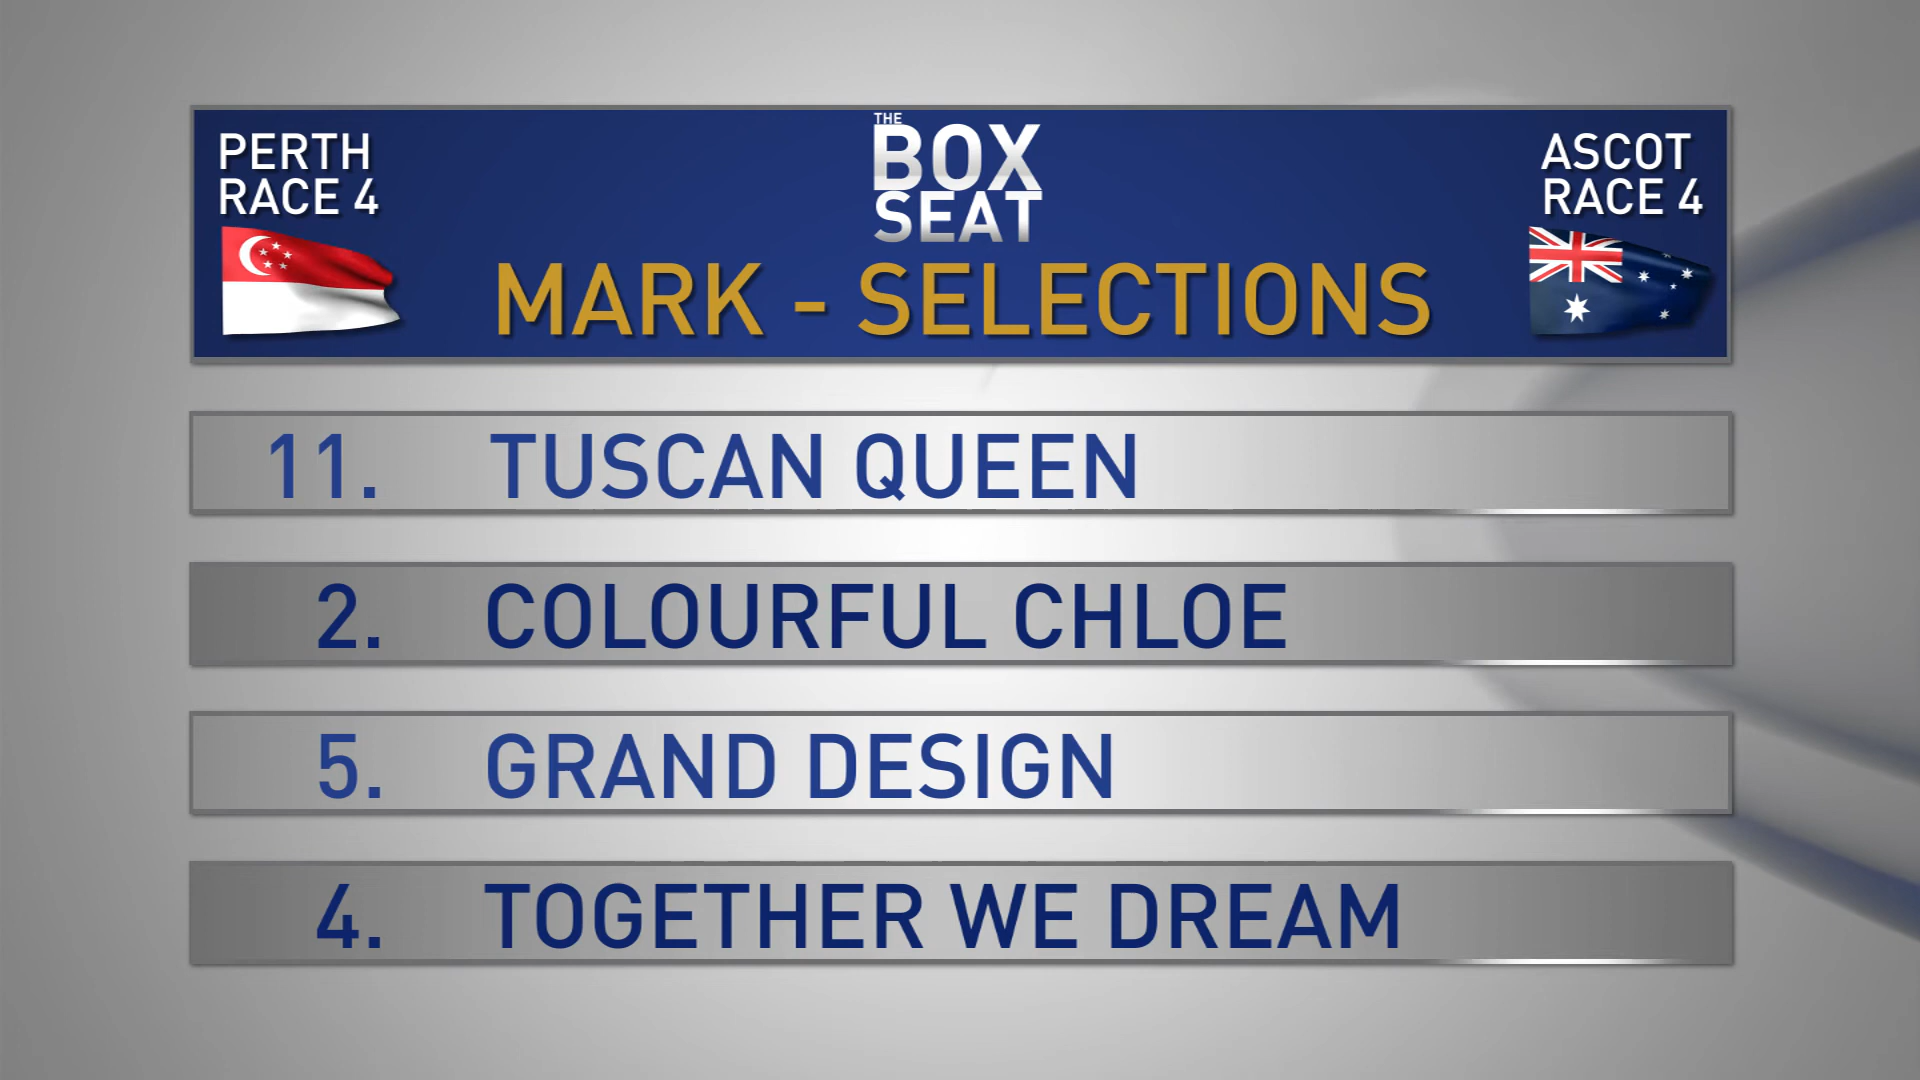 PERTH
RACE 4
THE
BOX
SEAT
ASCOT
RACE 4
MARK - SELECTIONS
11. TUSCAN QUEEN
2. COLOURFUL CHLOE
5. GRAND DESIGN
4. TOGETHER WE DREAM